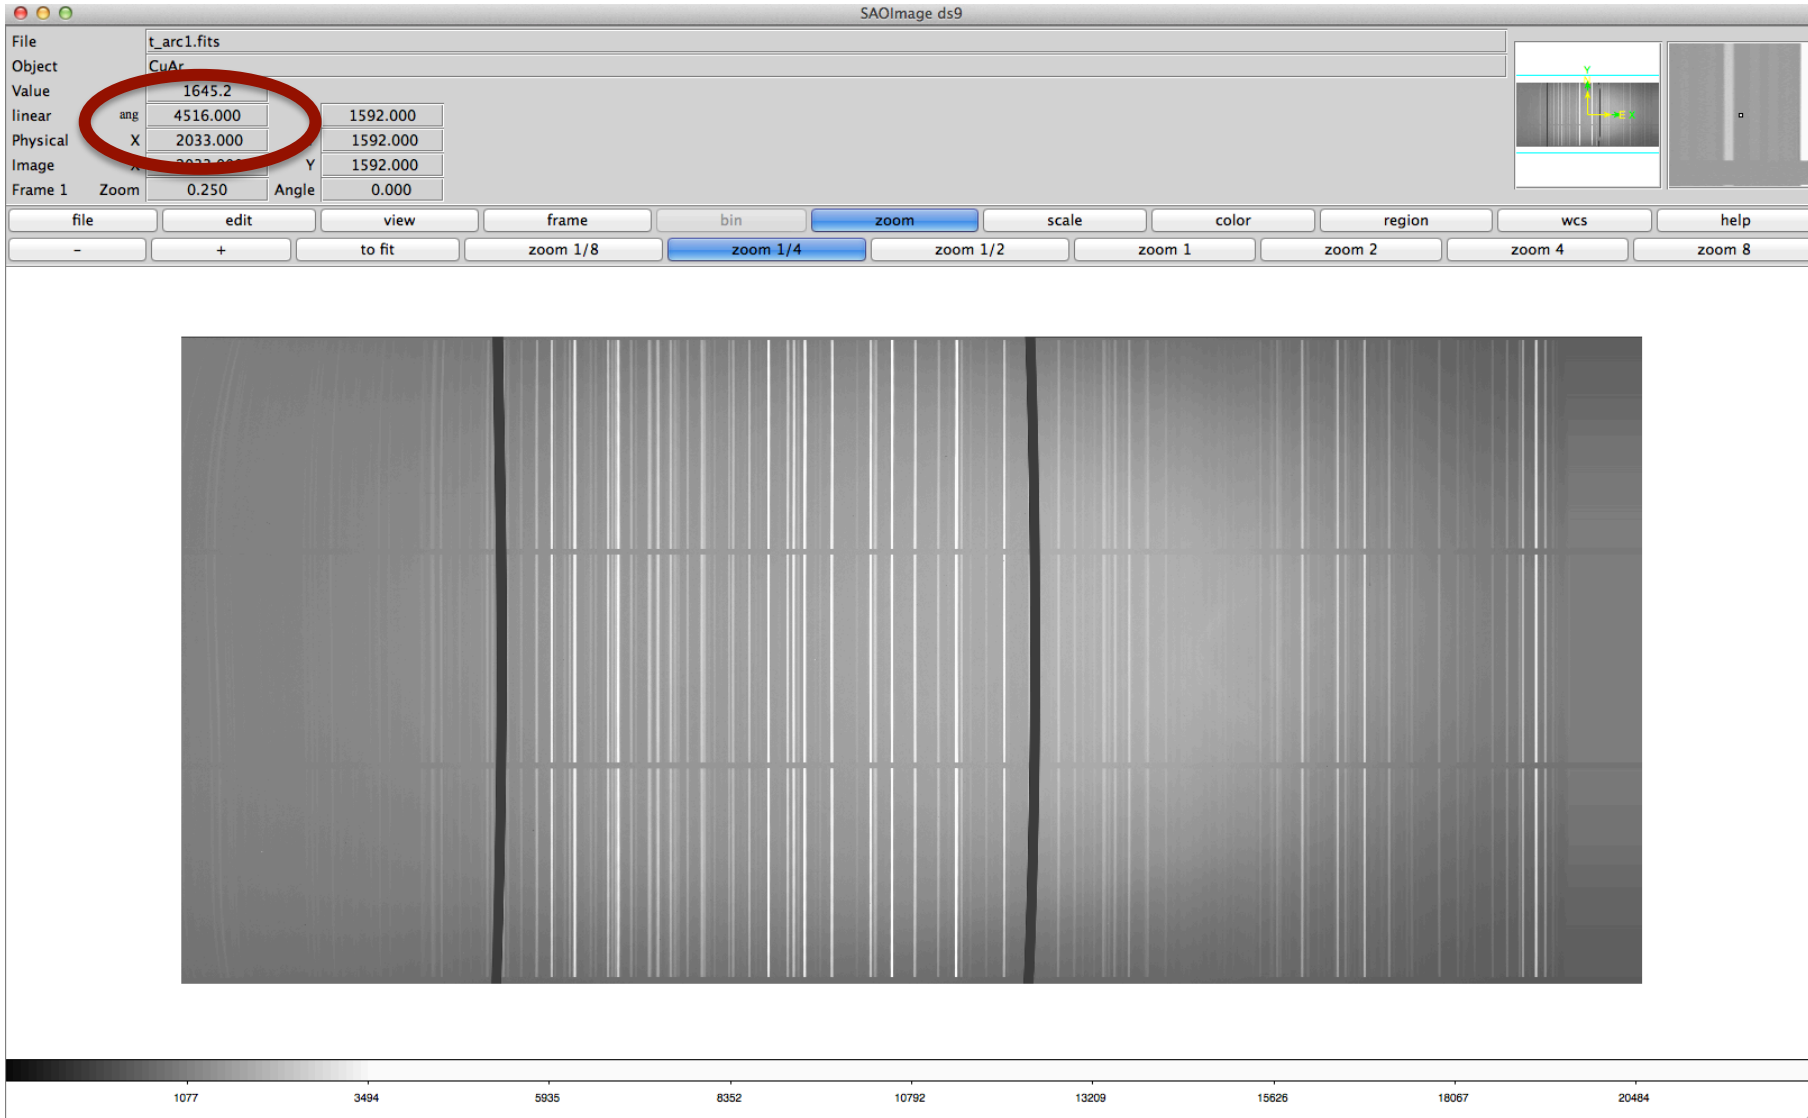 SAOImage ds9
File t_arc1.fits
Object CuAr
Value 1645.2
linear ang 4516.000 1592.000
Physical X 2033.000 1592.000
Image X 2033.000 Y 1592.000
Frame 1 Zoom 0.250 Angle 0.000
file edit view frame bin zoom scale color region wcs help
- + to fit zoom 1/8 zoom 1/4 zoom 1/2 zoom 1 zoom 2 zoom 4 zoom 8
Y
N
E X
1077 3494 5935 8352 10792 13209 15626 18067 20484